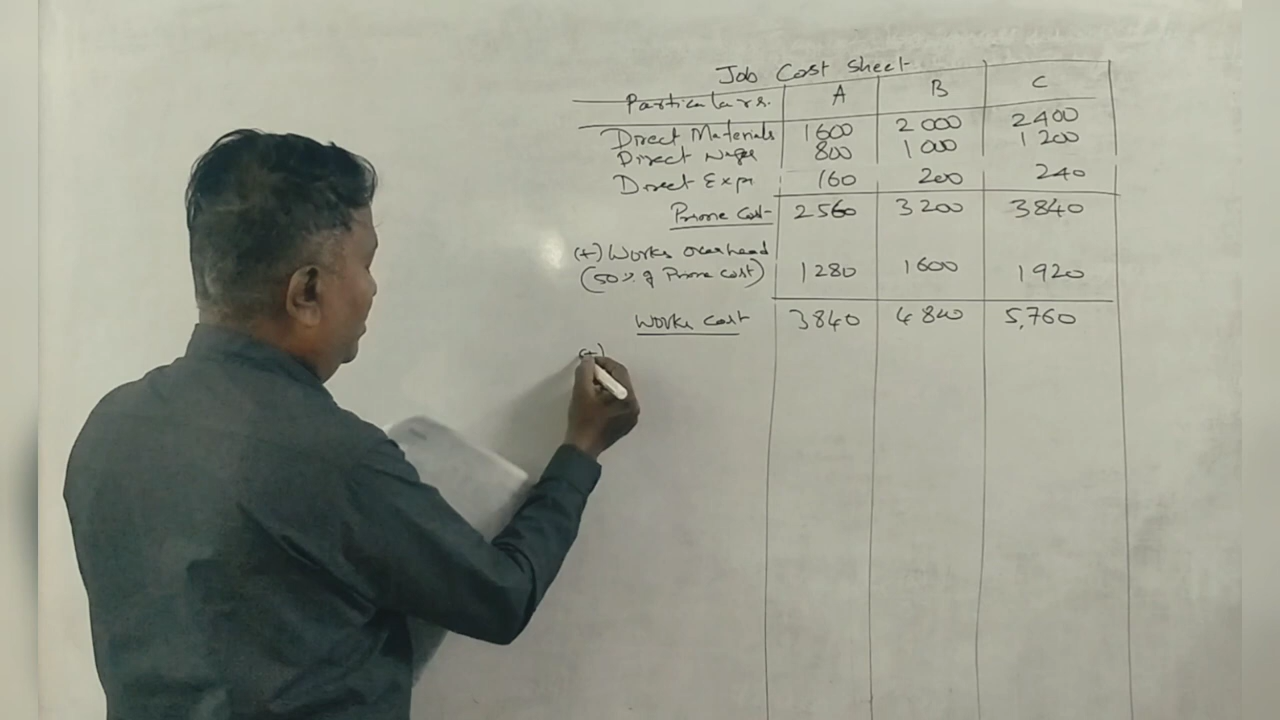 Job Cost Sheet
Particulars. A B C
Direct Materials 1600 2000 2400
Direct Wages 800 1000 1200
Direct Exp 160 200 240
Prime Cost 2560 3200 3840
(+) Works overhead
(50% of Prime cost) 1280 1600 1920
Works Cost 3840 4840 5,760
(+)